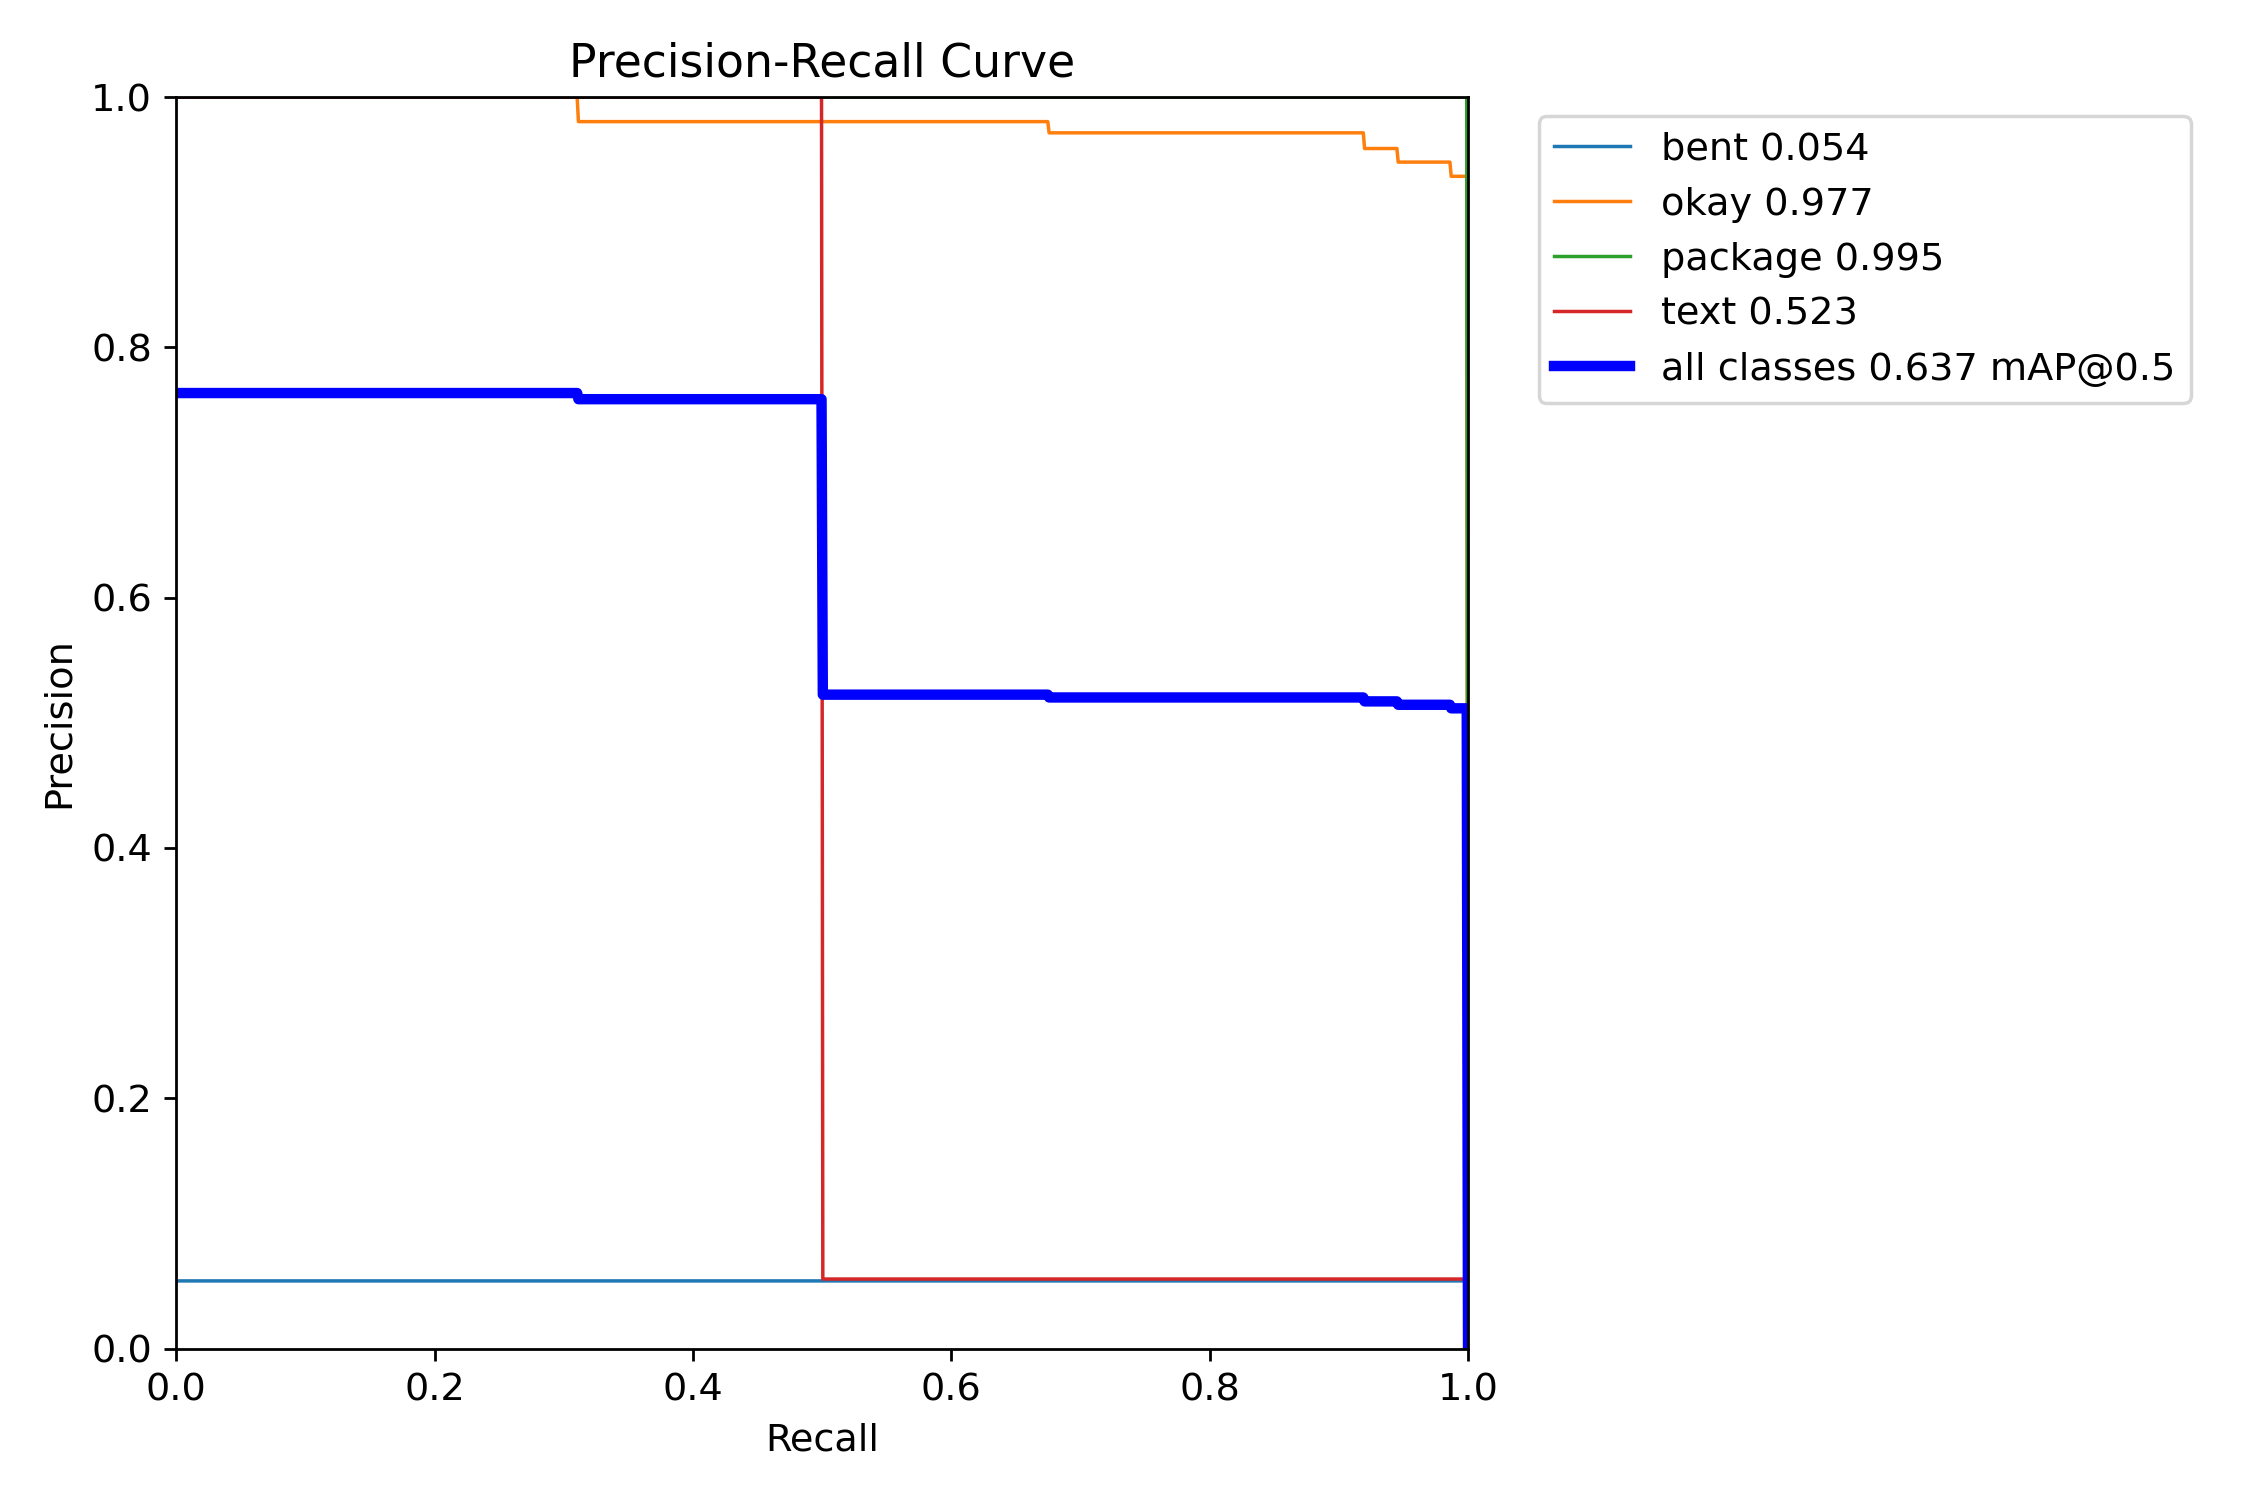 Precision-Recall Curve
1.0
0.8
0.6
0.4
0.2
0.0
Precision
0.0 0.2 0.4 0.6 0.8 1.0
Recall
bent 0.054
okay 0.977
package 0.995
text 0.523
all classes 0.637 mAP@0.5